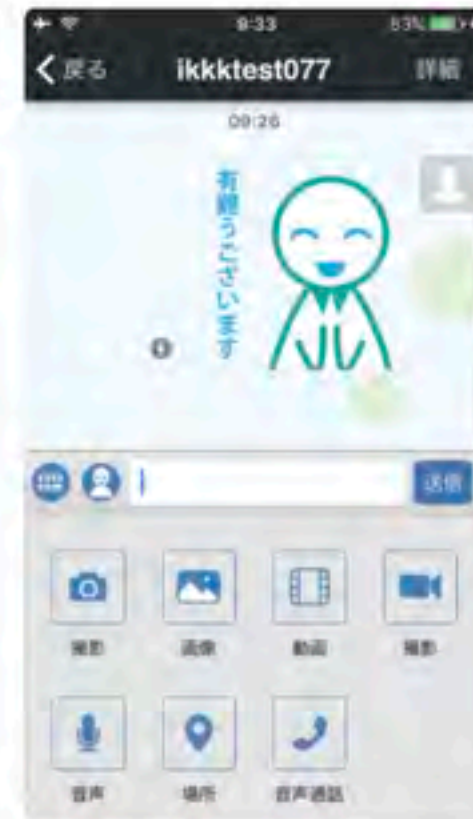 9:33
83%
戻る
ikkktest077
詳細
09:26
有難うございます
送信
撮影
画像
動画
撮影
音声
場所
音声通話